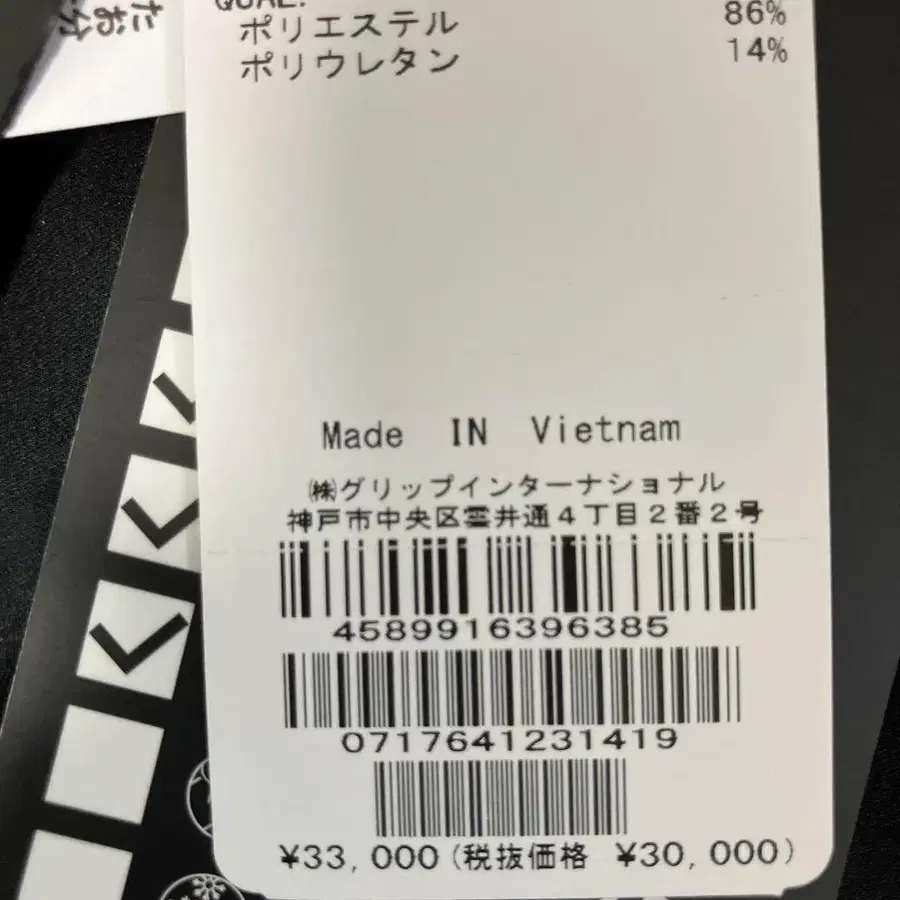 たお分
QUAL.
ポリエステル 86%
ポリウレタン 14%
Made IN Vietnam
㈱グリップインターナショナル
神戸市中央区雲井通4丁目2番2号
4589916396385
0717641231419
¥33,000(税抜価格 ¥30,000)